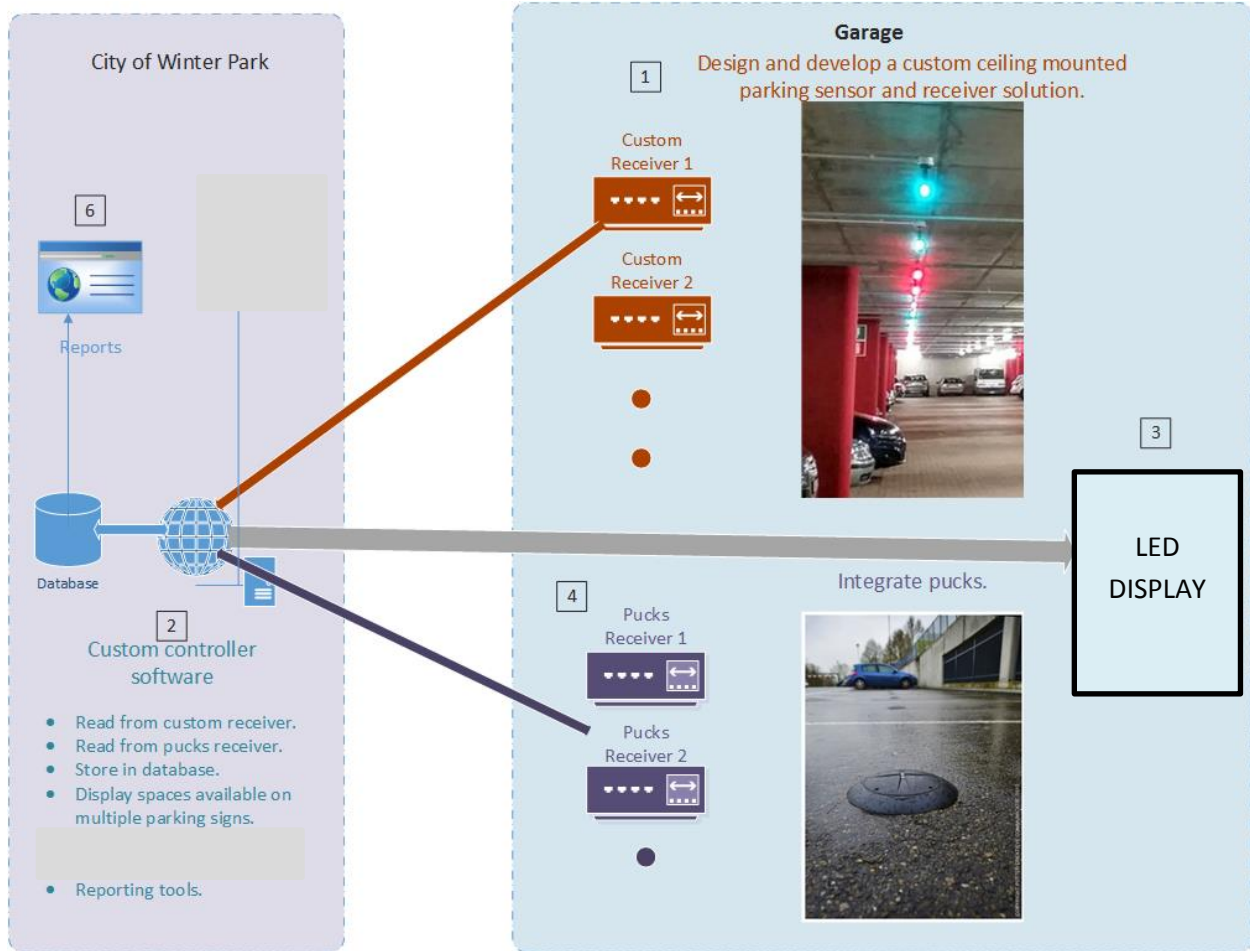 City of Winter Park
6
Reports
Database
2
Custom controller
software
• Read from custom receiver.
• Read from pucks receiver.
• Store in database.
• Display spaces available on
multiple parking signs.
• Reporting tools.
Garage
1
Design and develop a custom ceiling mounted
parking sensor and receiver solution.
Custom
Receiver 1
Custom
Receiver 2
3
LED
DISPLAY
4
Integrate pucks.
Pucks
Receiver 1
Pucks
Receiver 2